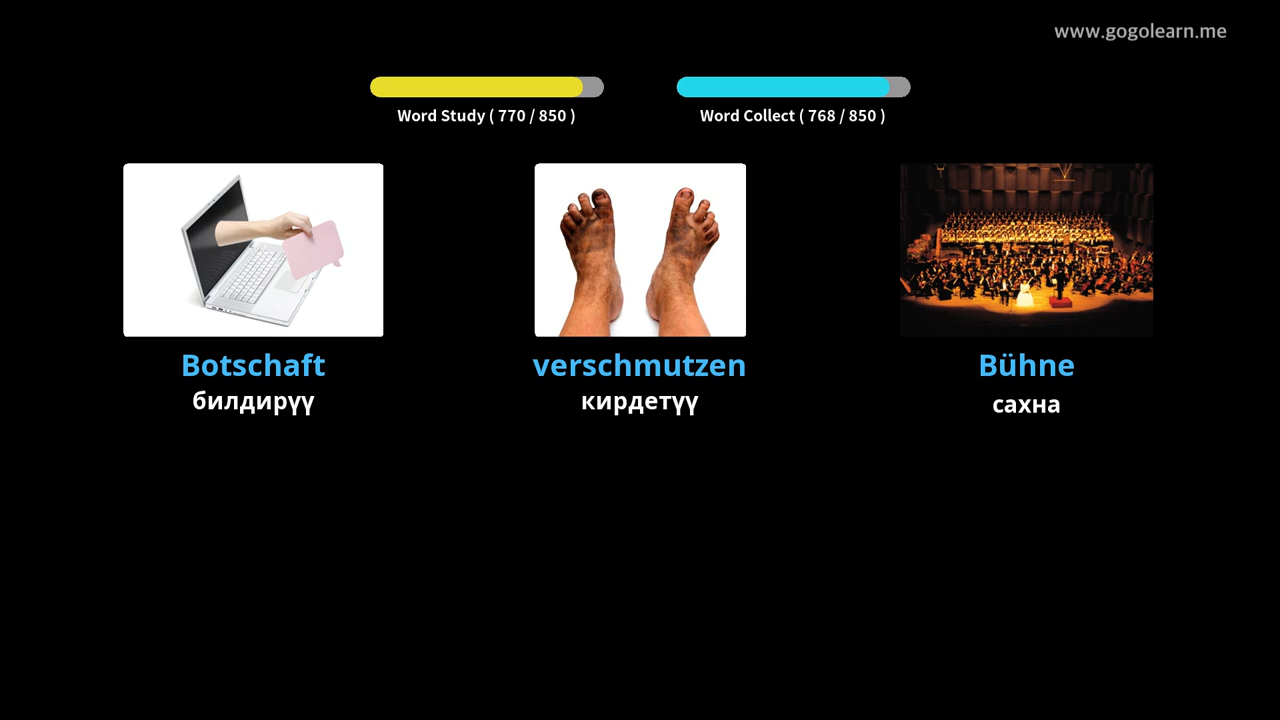 www.gogolearn.me
Word Study ( 770 / 850 )
Word Collect ( 768 / 850 )
Botschaft
билдирүү
verschmutzen
кирдетүү
Bühne
сахна